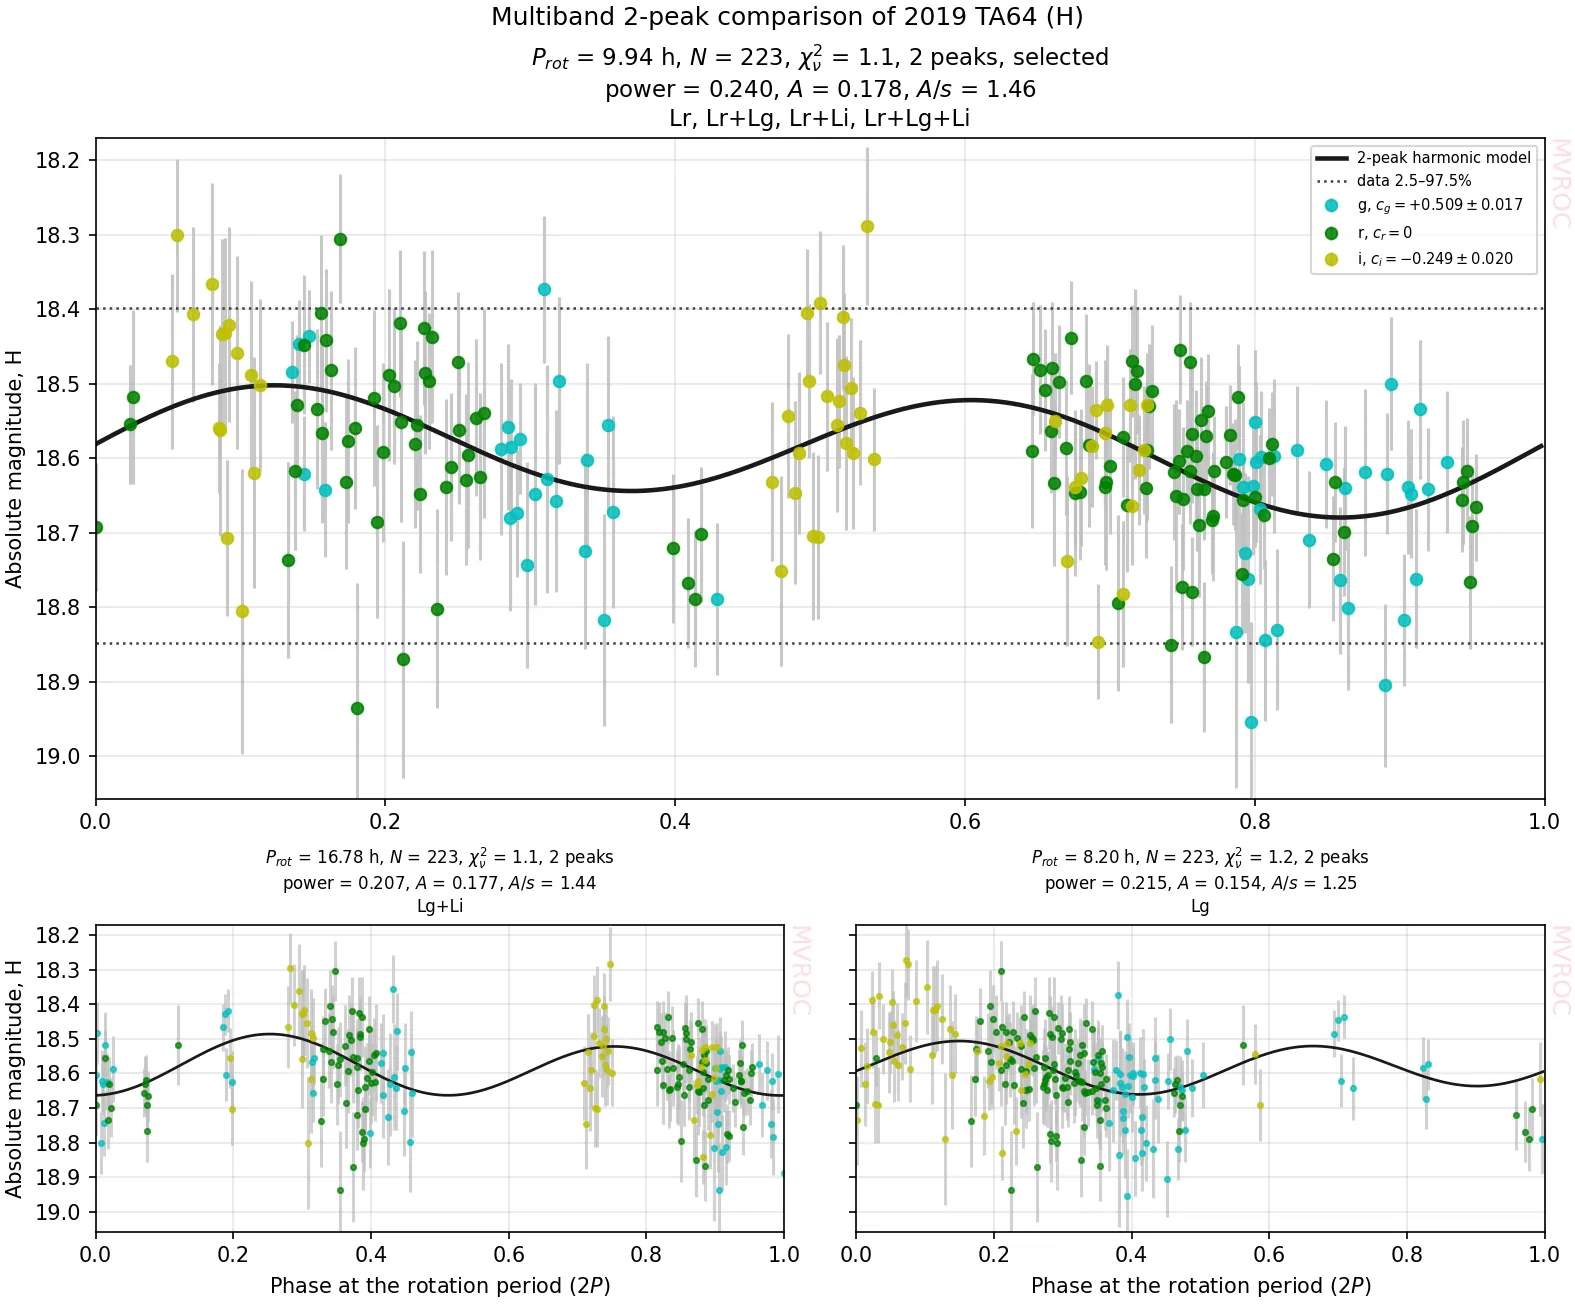 Multiband 2-peak comparison of 2019 TA64 (H)
P_rot = 9.94 h, N = 223, χ²_ν = 1.1, 2 peaks, selected
power = 0.240, A = 0.178, A/s = 1.46
Lr, Lr+Lg, Lr+Li, Lr+Lg+Li
2-peak harmonic model
data 2.5–97.5%
g, c_g = +0.509 ± 0.017
r, c_r = 0
i, c_i = −0.249 ± 0.020
MVROC
Absolute magnitude, H
18.2
18.3
18.4
18.5
18.6
18.7
18.8
18.9
19.0
0.0 0.2 0.4 0.6 0.8 1.0
P_rot = 16.78 h, N = 223, χ²_ν = 1.1, 2 peaks
power = 0.207, A = 0.177, A/s = 1.44
Lg+Li
MVROC
Absolute magnitude, H
18.2
18.3
18.4
18.5
18.6
18.7
18.8
18.9
19.0
0.0 0.2 0.4 0.6 0.8 1.0
Phase at the rotation period (2P)
P_rot = 8.20 h, N = 223, χ²_ν = 1.2, 2 peaks
power = 0.215, A = 0.154, A/s = 1.25
Lg
MVROC
0.0 0.2 0.4 0.6 0.8 1.0
Phase at the rotation period (2P)